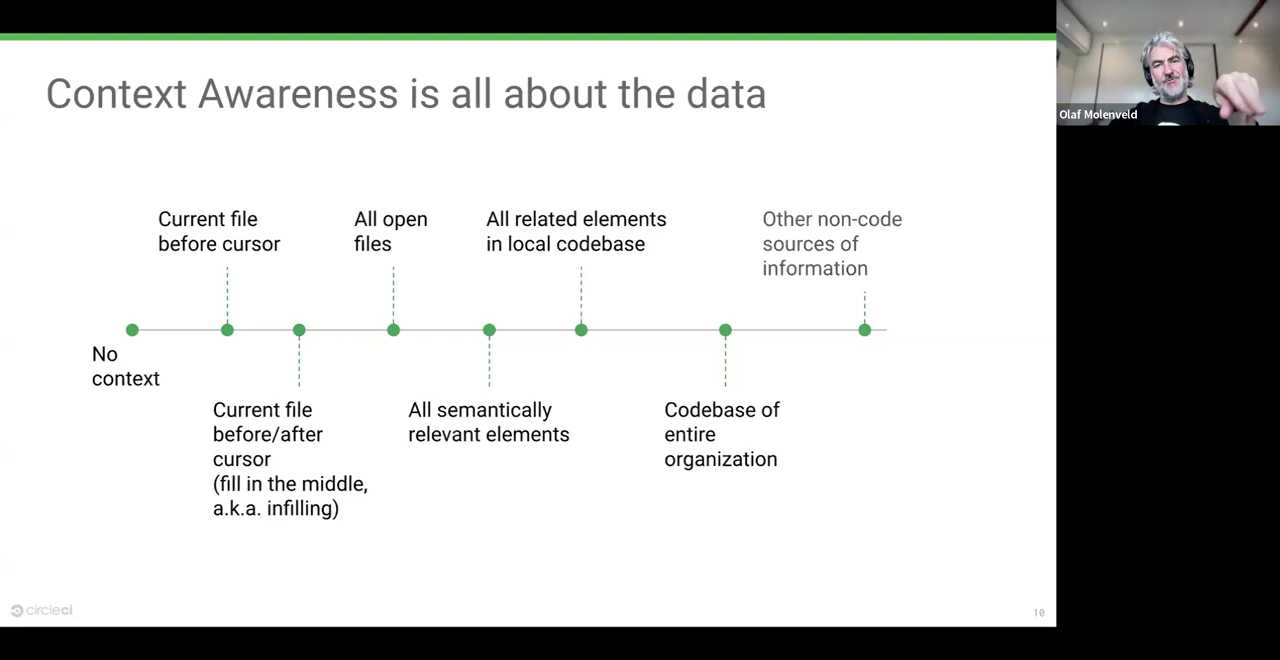 Context Awareness is all about the data
Olaf Molenveld
Current file
before cursor
All open
files
All related elements
in local codebase
Other non-code
sources of
information
No
context
Current file
before/after
cursor
(fill in the middle,
a.k.a. infilling)
All semantically
relevant elements
Codebase of
entire
organization
circleci
10